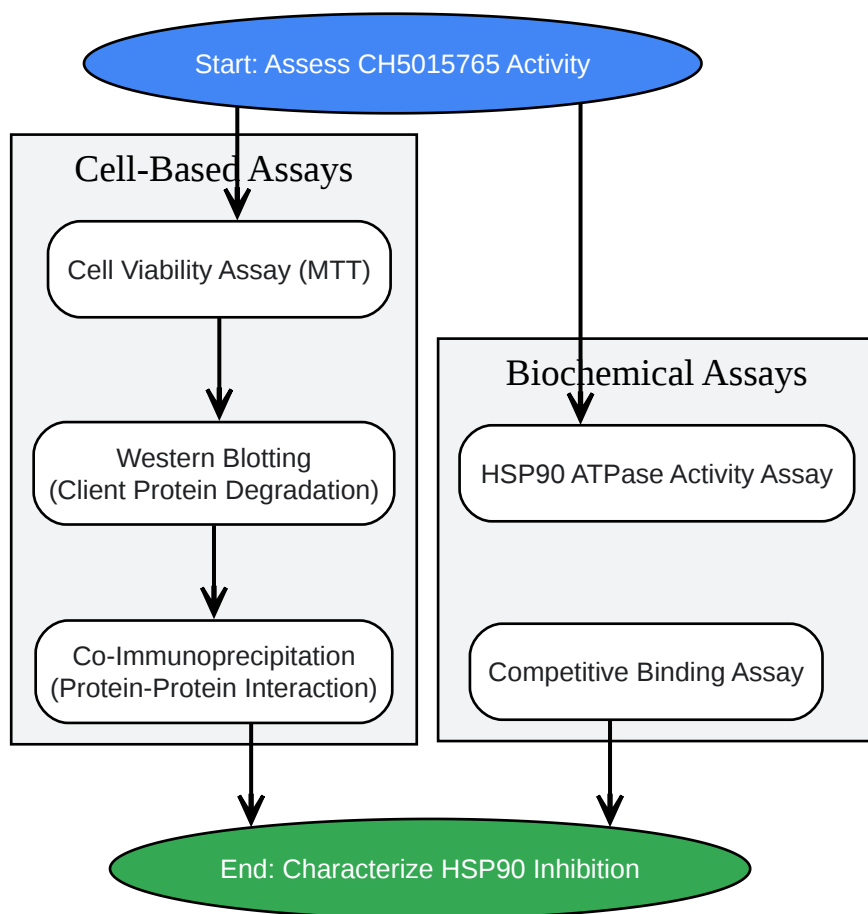 Start: Assess CH5015765 Activity
Cell-Based Assays
Cell Viability Assay (MTT)
Western Blotting
(Client Protein Degradation)
Co-Immunoprecipitation
(Protein-Protein Interaction)
Biochemical Assays
HSP90 ATPase Activity Assay
Competitive Binding Assay
End: Characterize HSP90 Inhibition